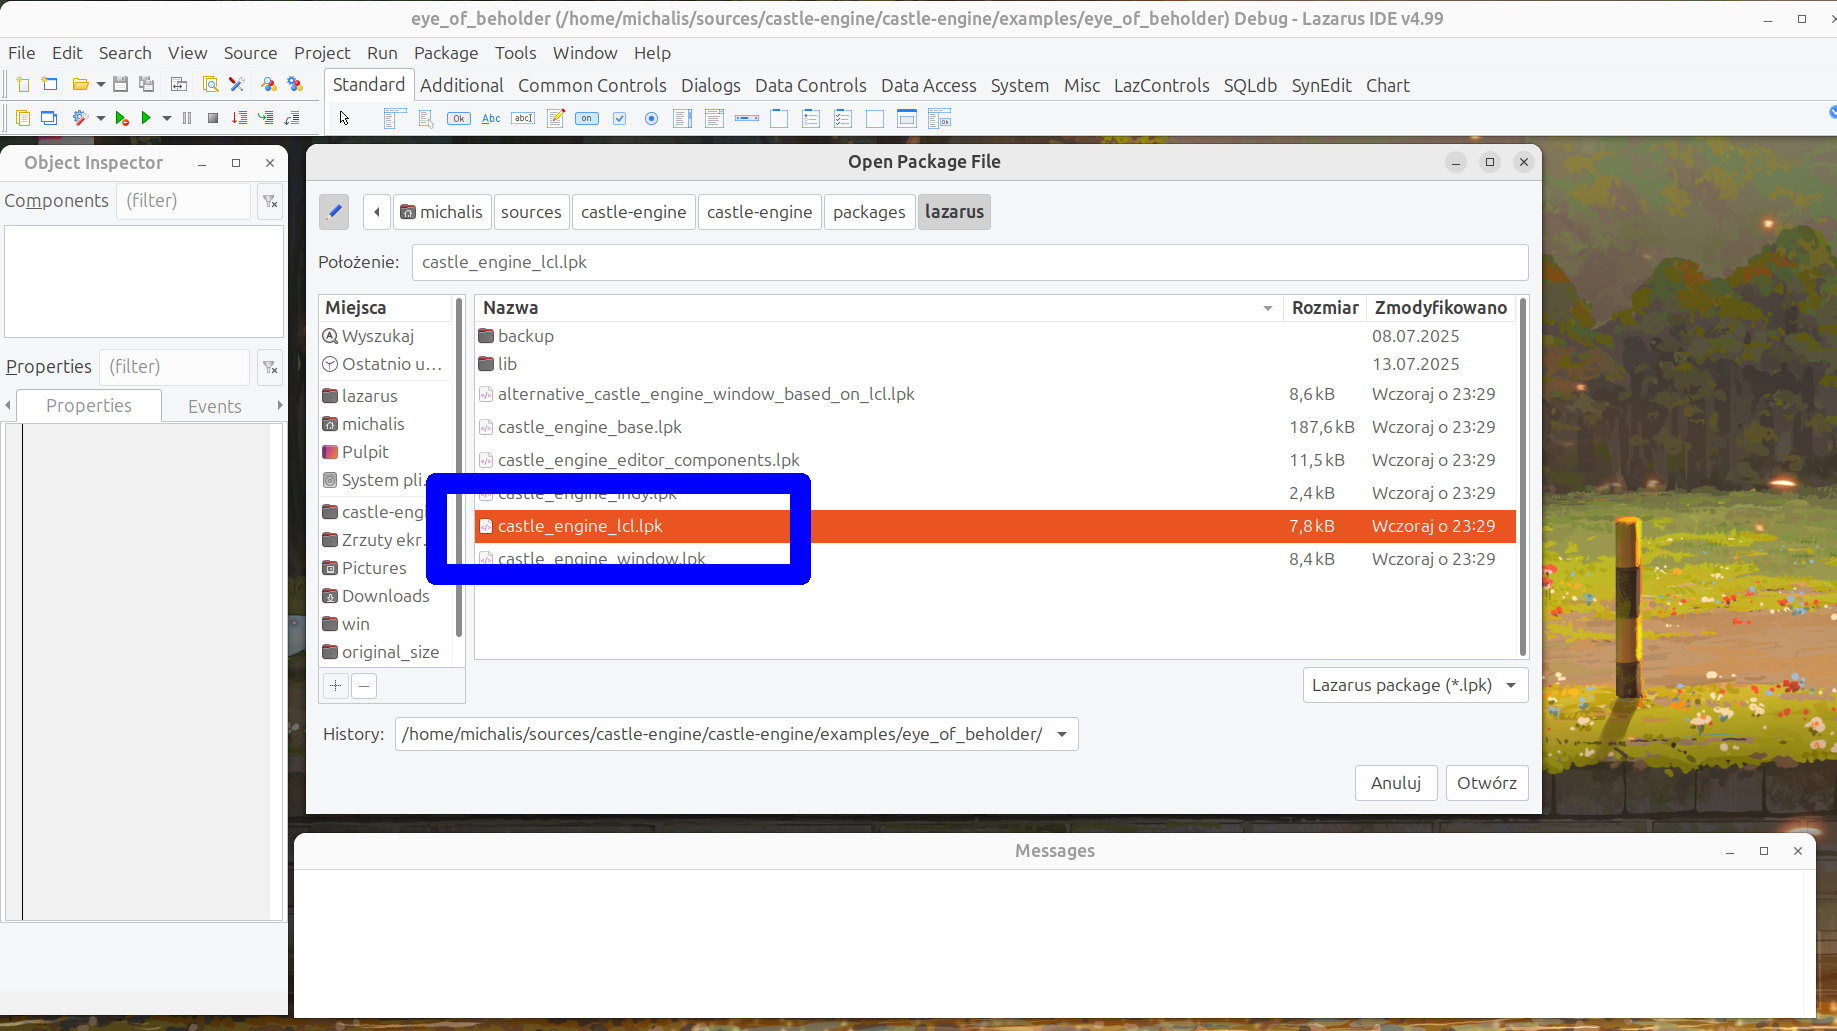 eye_of_beholder (/home/michalis/sources/castle-engine/castle-engine/examples/eye_of_beholder) Debug - Lazarus IDE v4.99
File Edit Search View Source Project Run Package Tools Window Help
Standard Additional Common Controls Dialogs Data Controls Data Access System Misc LazControls SQLdb SynEdit Chart
Ok Abc abcI on
Object Inspector
Components (filter)
Properties (filter)
Properties Events
Open Package File
michalis sources castle-engine castle-engine packages lazarus
Położenie: castle_engine_lcl.lpk
Miejsca
Wyszukaj
Ostatnio u...
lazarus
michalis
Pulpit
System pli...
castle-engi
Zrzuty ekr...
Pictures
Downloads
win
original_size
Nazwa Rozmiar Zmodyfikowano
backup 08.07.2025
lib 13.07.2025
alternative_castle_engine_window_based_on_lcl.lpk 8,6 kB Wczoraj o 23:29
castle_engine_base.lpk 187,6 kB Wczoraj o 23:29
castle_engine_editor_components.lpk 11,5 kB Wczoraj o 23:29
castle_engine_indy.lpk 2,4 kB Wczoraj o 23:29
castle_engine_lcl.lpk 7,8 kB Wczoraj o 23:29
castle_engine_window.lpk 8,4 kB Wczoraj o 23:29
Lazarus package (*.lpk)
History: /home/michalis/sources/castle-engine/castle-engine/examples/eye_of_beholder/
Anuluj Otwórz
Messages